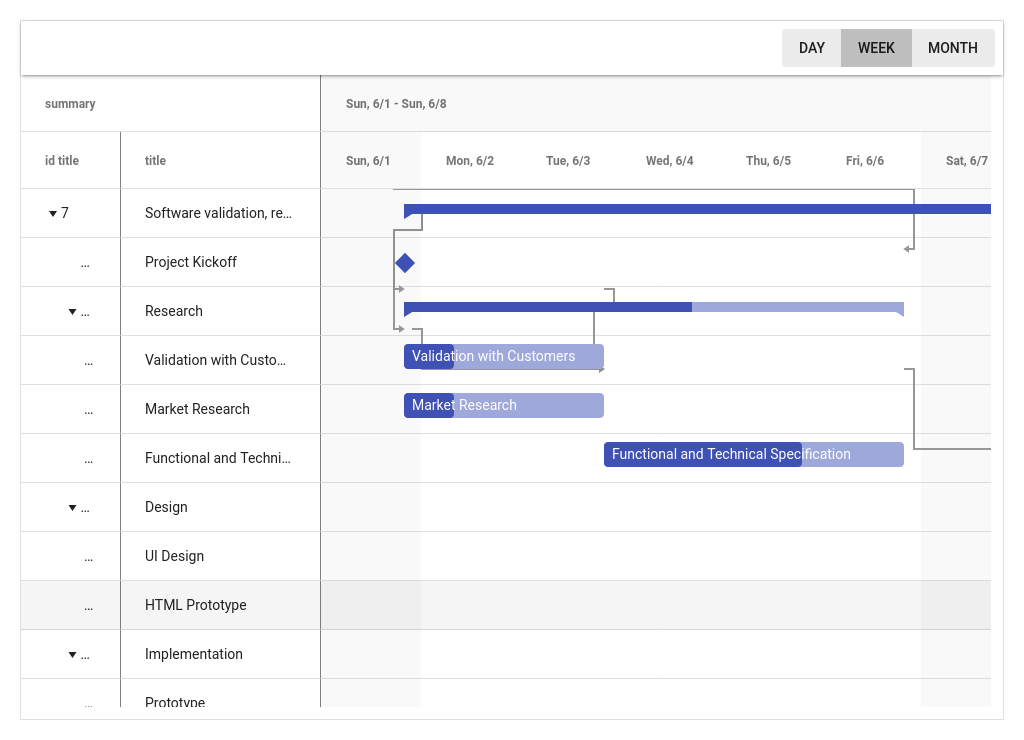 DAY WEEK MONTH
summary Sun, 6/1 - Sun, 6/8
id title title Sun, 6/1 Mon, 6/2 Tue, 6/3 Wed, 6/4 Thu, 6/5 Fri, 6/6 Sat, 6/7
7 Software validation, re...
... Project Kickoff
... Research
... Validation with Custo... Validation with Customers
... Market Research Market Research
... Functional and Techni... Functional and Technical Specification
... Design
... UI Design
... HTML Prototype
... Implementation
... Prototype